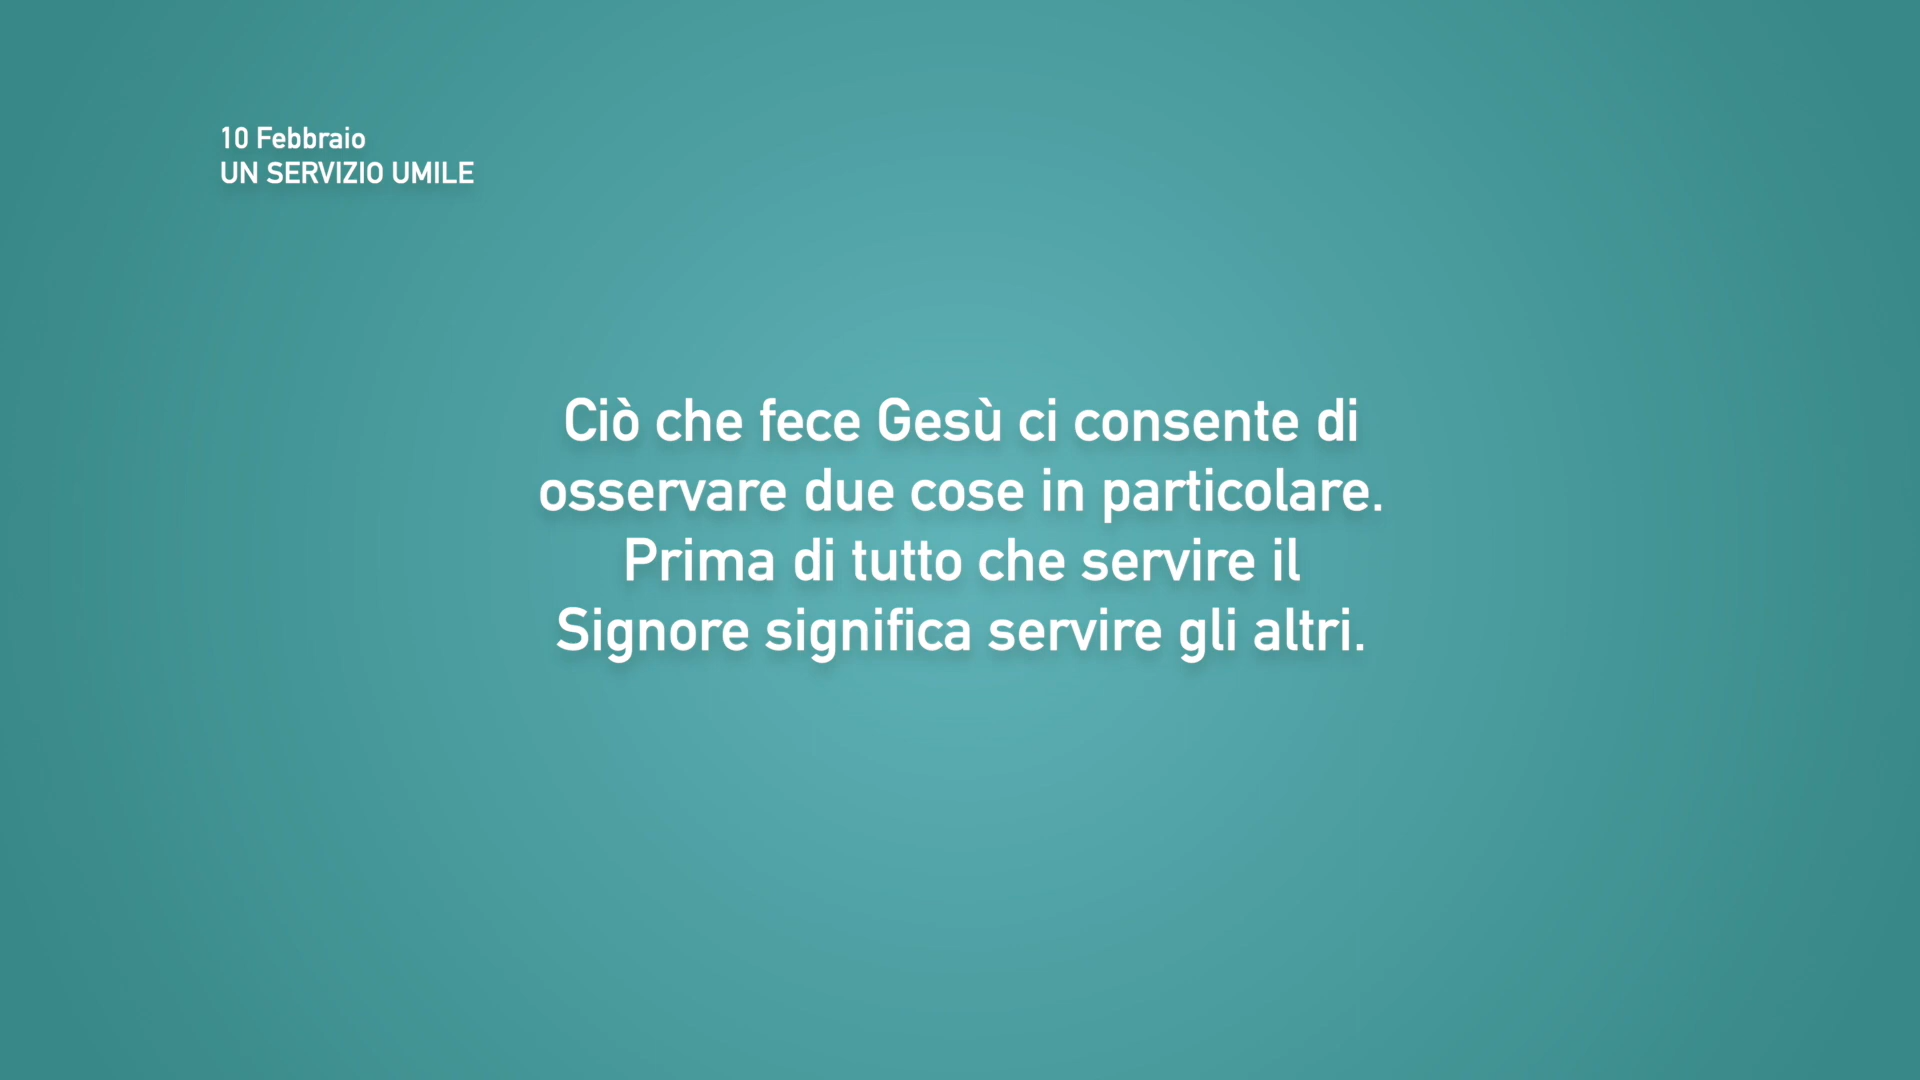 10 Febbraio
UN SERVIZIO UMILE
Ciò che fece Gesù ci consente di
osservare due cose in particolare.
Prima di tutto che servire il
Signore significa servire gli altri.